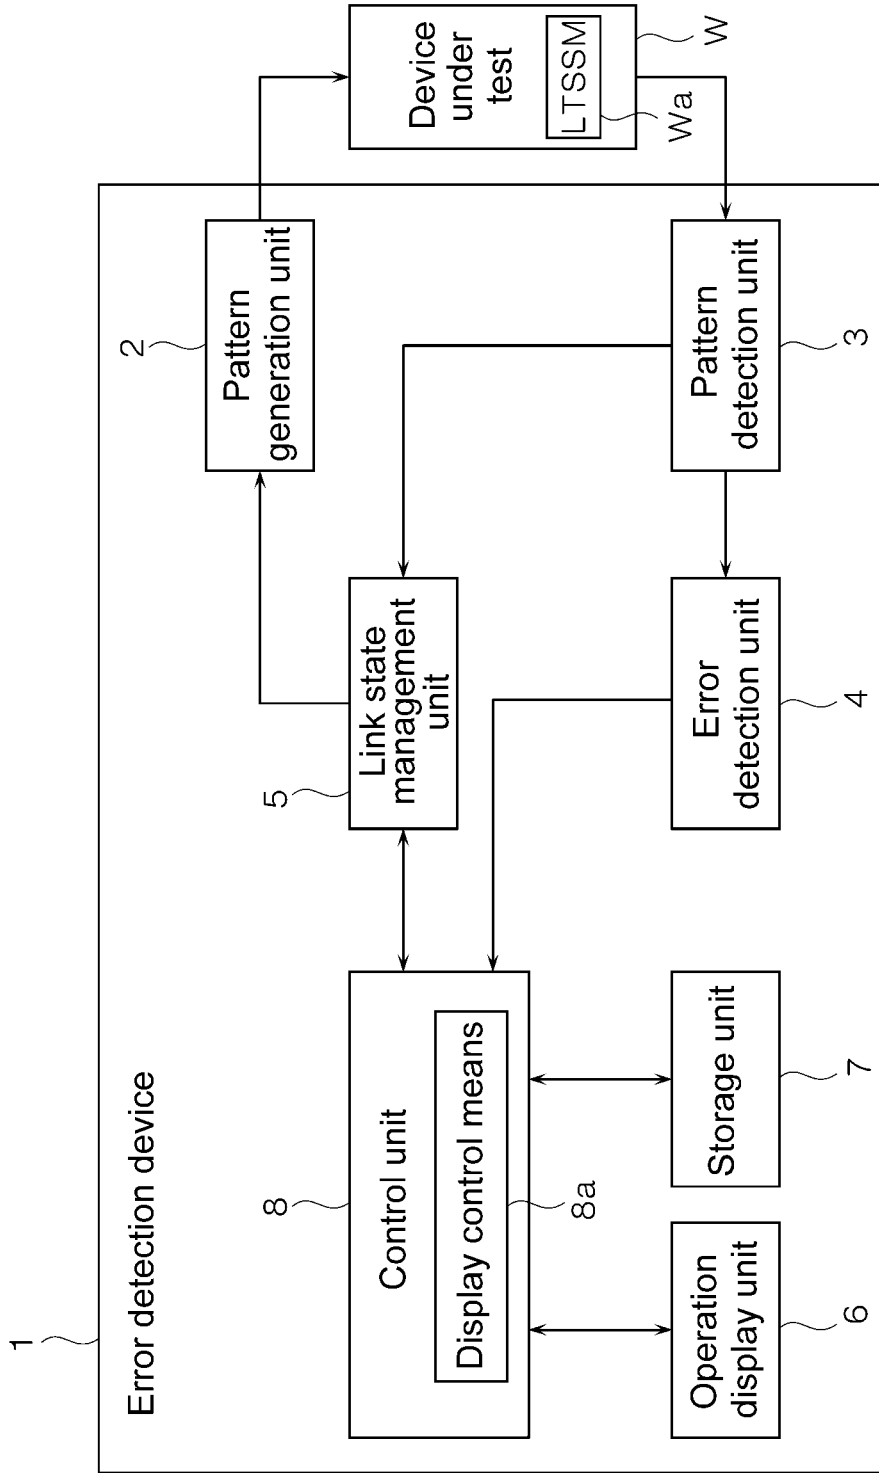 1
Error detection device
8
Control unit
Display control means
8a
5
Link state
management
unit
2
Pattern
generation unit
Device
under
test
LTSSM
W
Wa
Operation
display unit
6
Storage unit
7
Error
detection unit
4
Pattern
detection unit
3